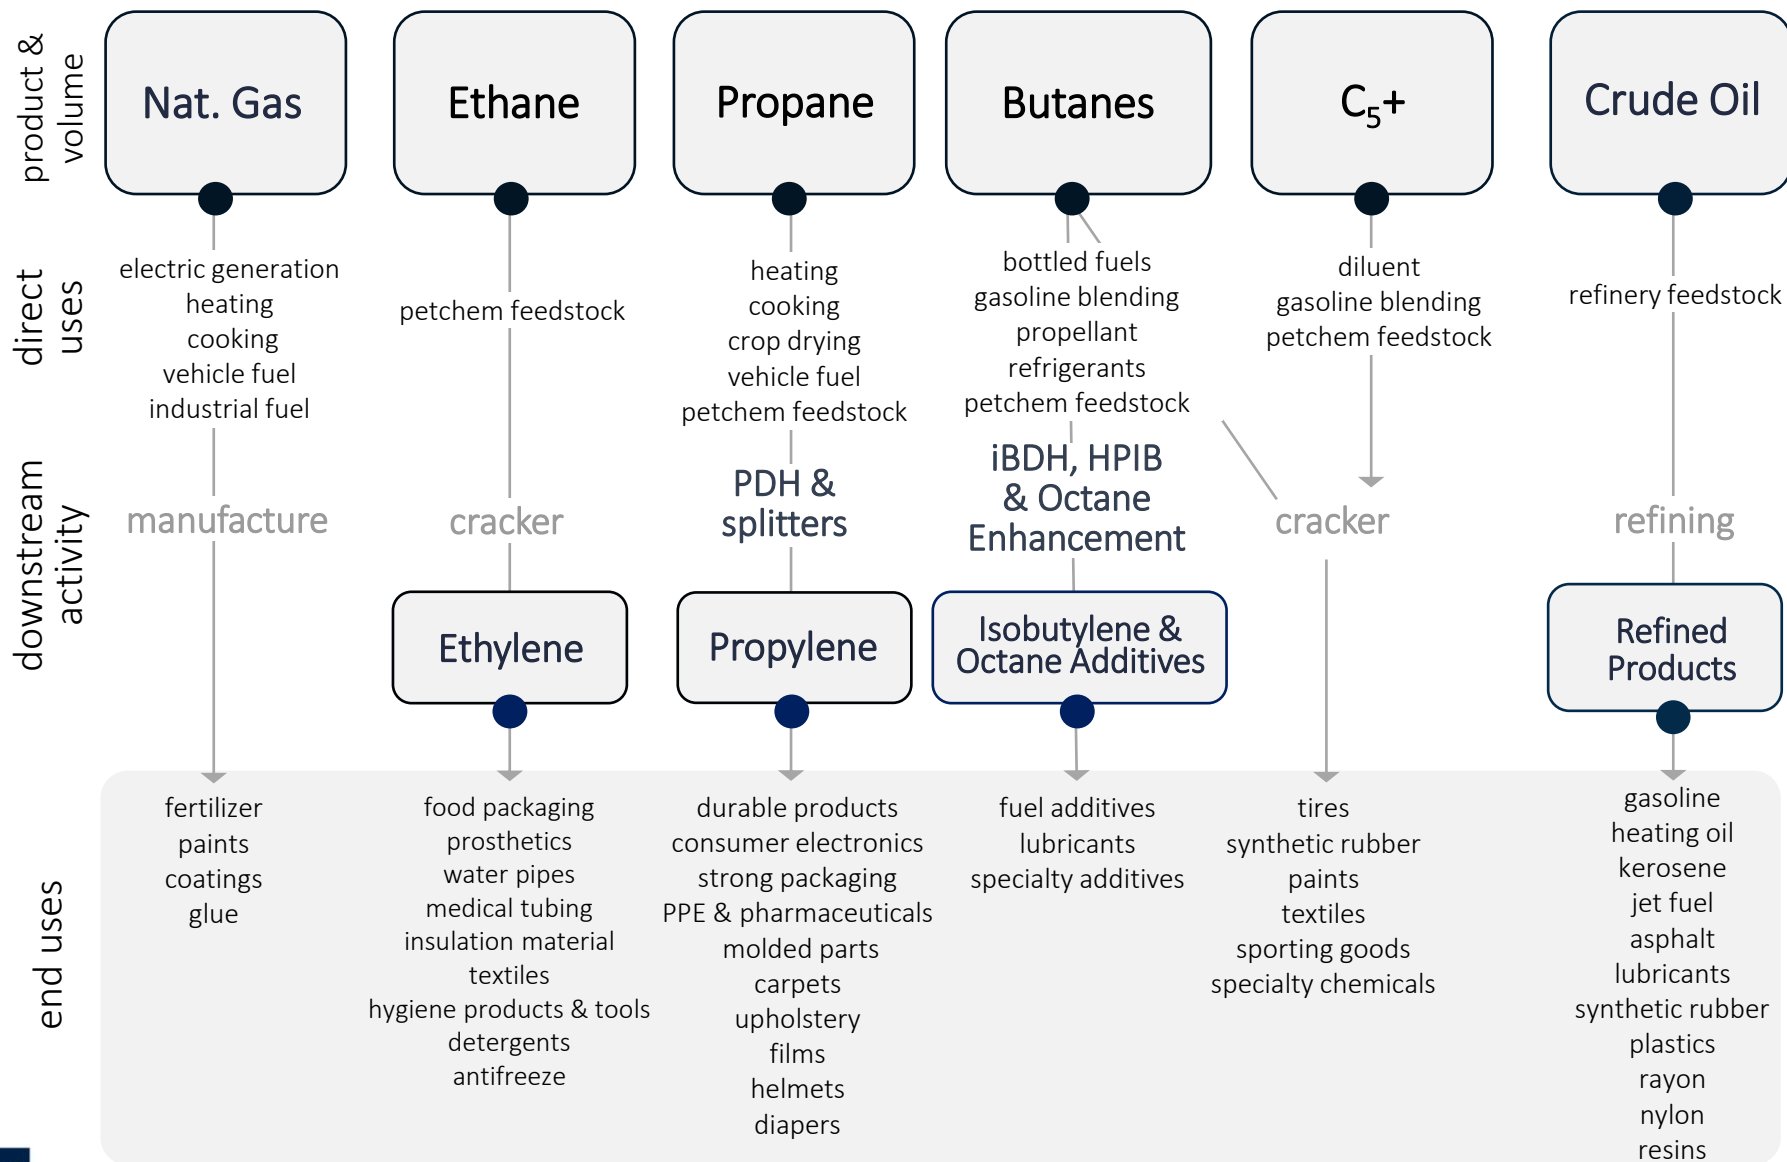 product &
volume
Nat. Gas
Ethane
Propane
Butanes
C₅+
Crude Oil
direct
uses
electric generation
heating
cooking
vehicle fuel
industrial fuel
petchem feedstock
heating
cooking
crop drying
vehicle fuel
petchem feedstock
bottled fuels
gasoline blending
propellant
refrigerants
petchem feedstock
diluent
gasoline blending
petchem feedstock
refinery feedstock
downstream
activity
manufacture
cracker
PDH &
splitters
iBDH, HPIB
& Octane
Enhancement
cracker
refining
Ethylene
Propylene
Isobutylene &
Octane Additives
Refined
Products
end uses
fertilizer
paints
coatings
glue
food packaging
prosthetics
water pipes
medical tubing
insulation material
textiles
hygiene products & tools
detergents
antifreeze
durable products
consumer electronics
strong packaging
PPE & pharmaceuticals
molded parts
carpets
upholstery
films
helmets
diapers
fuel additives
lubricants
specialty additives
tires
synthetic rubber
paints
textiles
sporting goods
specialty chemicals
gasoline
heating oil
kerosene
jet fuel
asphalt
lubricants
synthetic rubber
plastics
rayon
nylon
resins